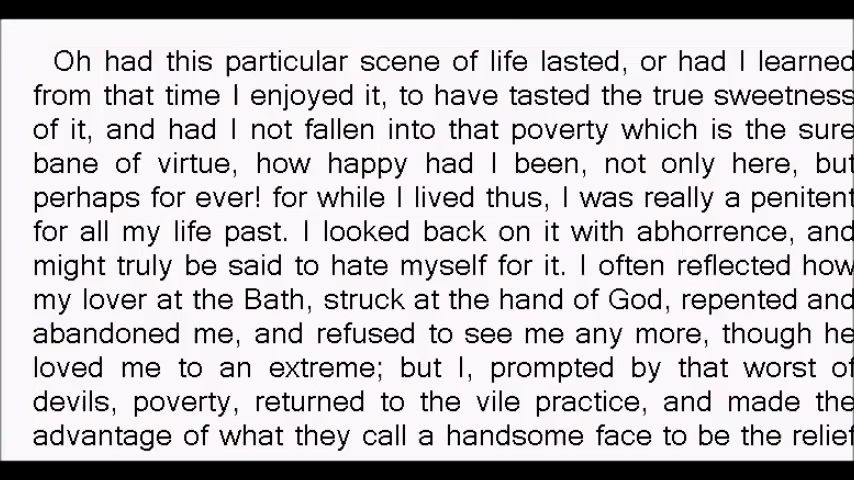 Oh had this particular scene of life lasted, or had I learned
from that time I enjoyed it, to have tasted the true sweetness
of it, and had I not fallen into that poverty which is the sure
bane of virtue, how happy had I been, not only here, but
perhaps for ever! for while I lived thus, I was really a penitent
for all my life past. I looked back on it with abhorrence, and
might truly be said to hate myself for it. I often reflected how
my lover at the Bath, struck at the hand of God, repented and
abandoned me, and refused to see me any more, though he
loved me to an extreme; but I, prompted by that worst of
devils, poverty, returned to the vile practice, and made the
advantage of what they call a handsome face to be the relief